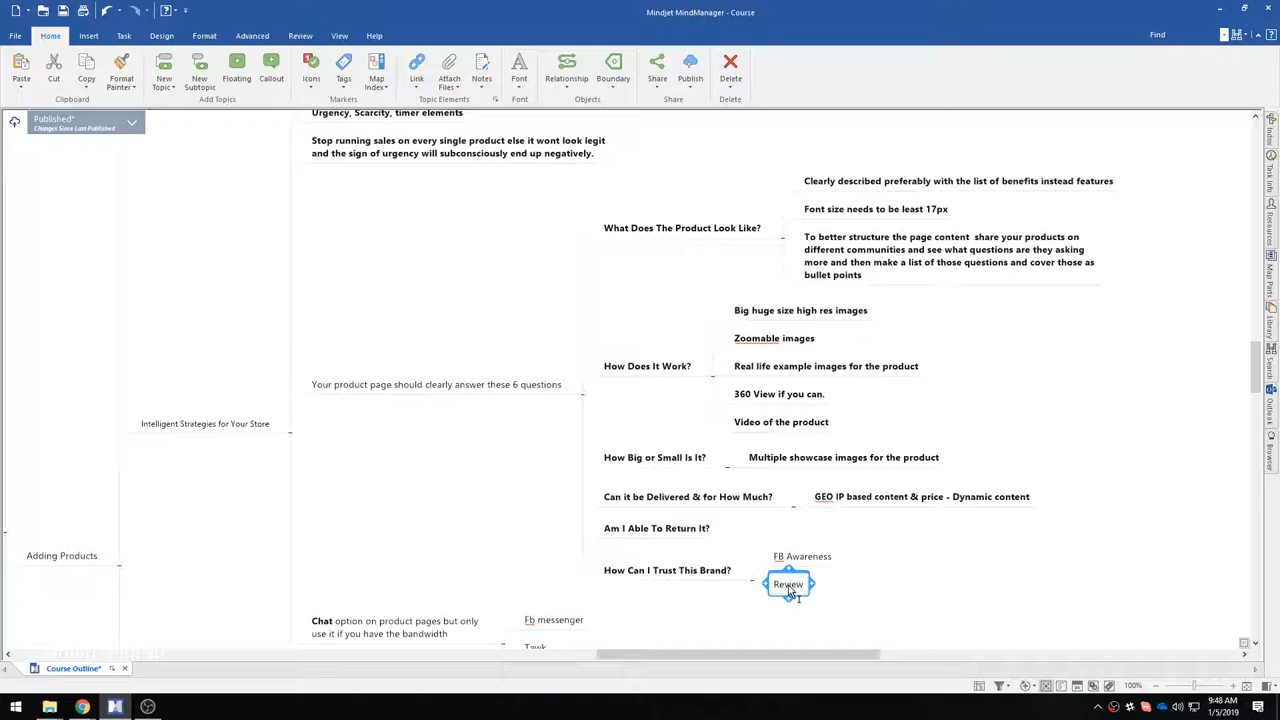 Mindjet MindManager - Course
File Home Insert Task Design Format Advanced Review View Help Find
Paste Cut Copy Format Painter New Topic New Subtopic Floating Callout Icons Tags Map Index Link Attach Files Notes Font Relationship Boundary Share Publish Delete
Clipboard Add Topics Markers Topic Elements Font Objects Share Delete
Published*
Changes Since Last Published
Urgency, Scarcity, timer elements
Stop running sales on every single product else it wont look legit
and the sign of urgency will subconsciously end up negatively.
Clearly described preferably with the list of benefits instead features
Font size needs to be least 17px
What Does The Product Look Like?
To better structure the page content share your products on
different communities and see what questions are they asking
more and then make a list of those questions and cover those as
bullet points
Big huge size high res images
Zoomable images
How Does It Work?
Real life example images for the product
Your product page should clearly answer these 6 questions
360 View if you can.
Intelligent Strategies for Your Store
Video of the product
How Big or Small Is It?
Multiple showcase images for the product
Can it be Delivered & for How Much?
GEO IP based content & price - Dynamic content
Am I Able To Return It?
Adding Products
FB Awareness
How Can I Trust This Brand?
Review
Chat option on product pages but only
use it if you have the bandwidth
Fb messenger
Tawk
Task Info
Resources
Map Parts
Library
Search
Outlook
Browser
Course Outline*
100%
9:48 AM
1/5/2019